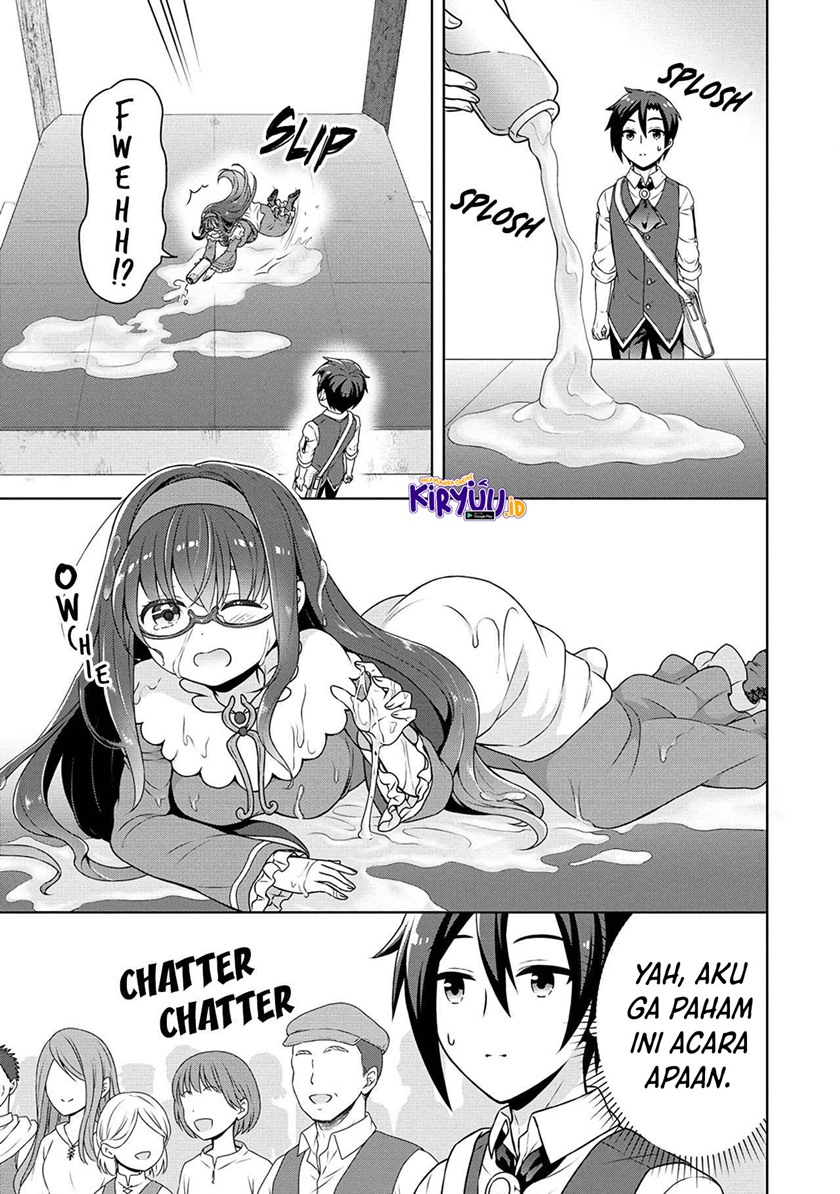 SPLOSH
SPLOSH
SLIP
FWEHH!?
KIRYUU.ID
OWCHIE
CHATTER
CHATTER
YAH, AKU
GA PAHAM
INI ACARA
APAAN.